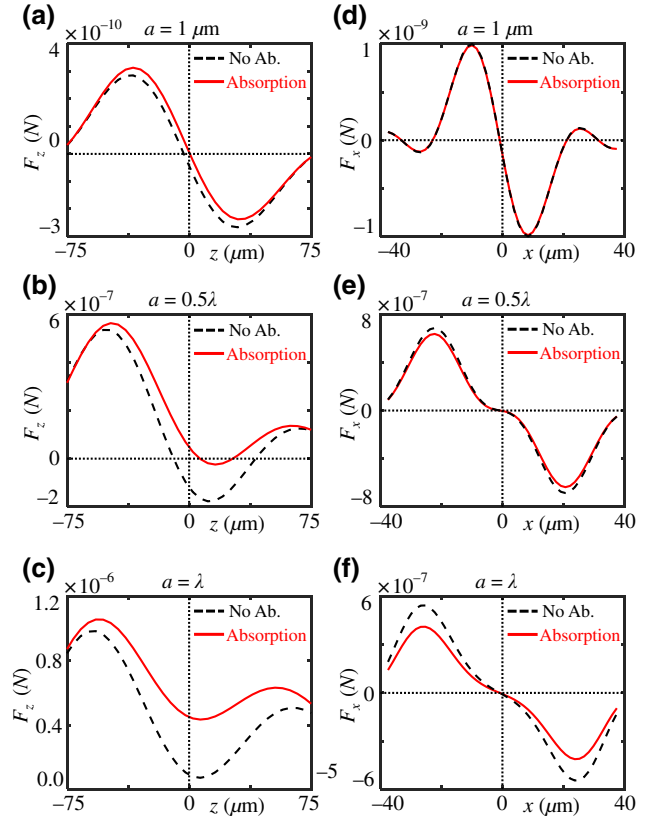 (a) ×10⁻¹⁰ a = 1 μm
4
0
−3
F_z (N)
No Ab.
Absorption
−75 0 75
z (μm)
(d) ×10⁻⁹ a = 1 μm
1
0
−1
F_x (N)
No Ab.
Absorption
−40 0 40
x (μm)
(b) ×10⁻⁷ a = 0.5λ
6
0
−2
F_z (N)
No Ab.
Absorption
−75 0 75
z (μm)
(e) ×10⁻⁷ a = 0.5λ
8
0
−8
F_x (N)
No Ab.
Absorption
−40 0 40
x (μm)
(c) ×10⁻⁶ a = λ
1.2
0.8
0.4
0.0
F_z (N)
No Ab.
Absorption
−75 0 75
z (μm)
−5
(f) ×10⁻⁷ a = λ
6
0
−6
F_x (N)
No Ab.
Absorption
−40 0 40
x (μm)